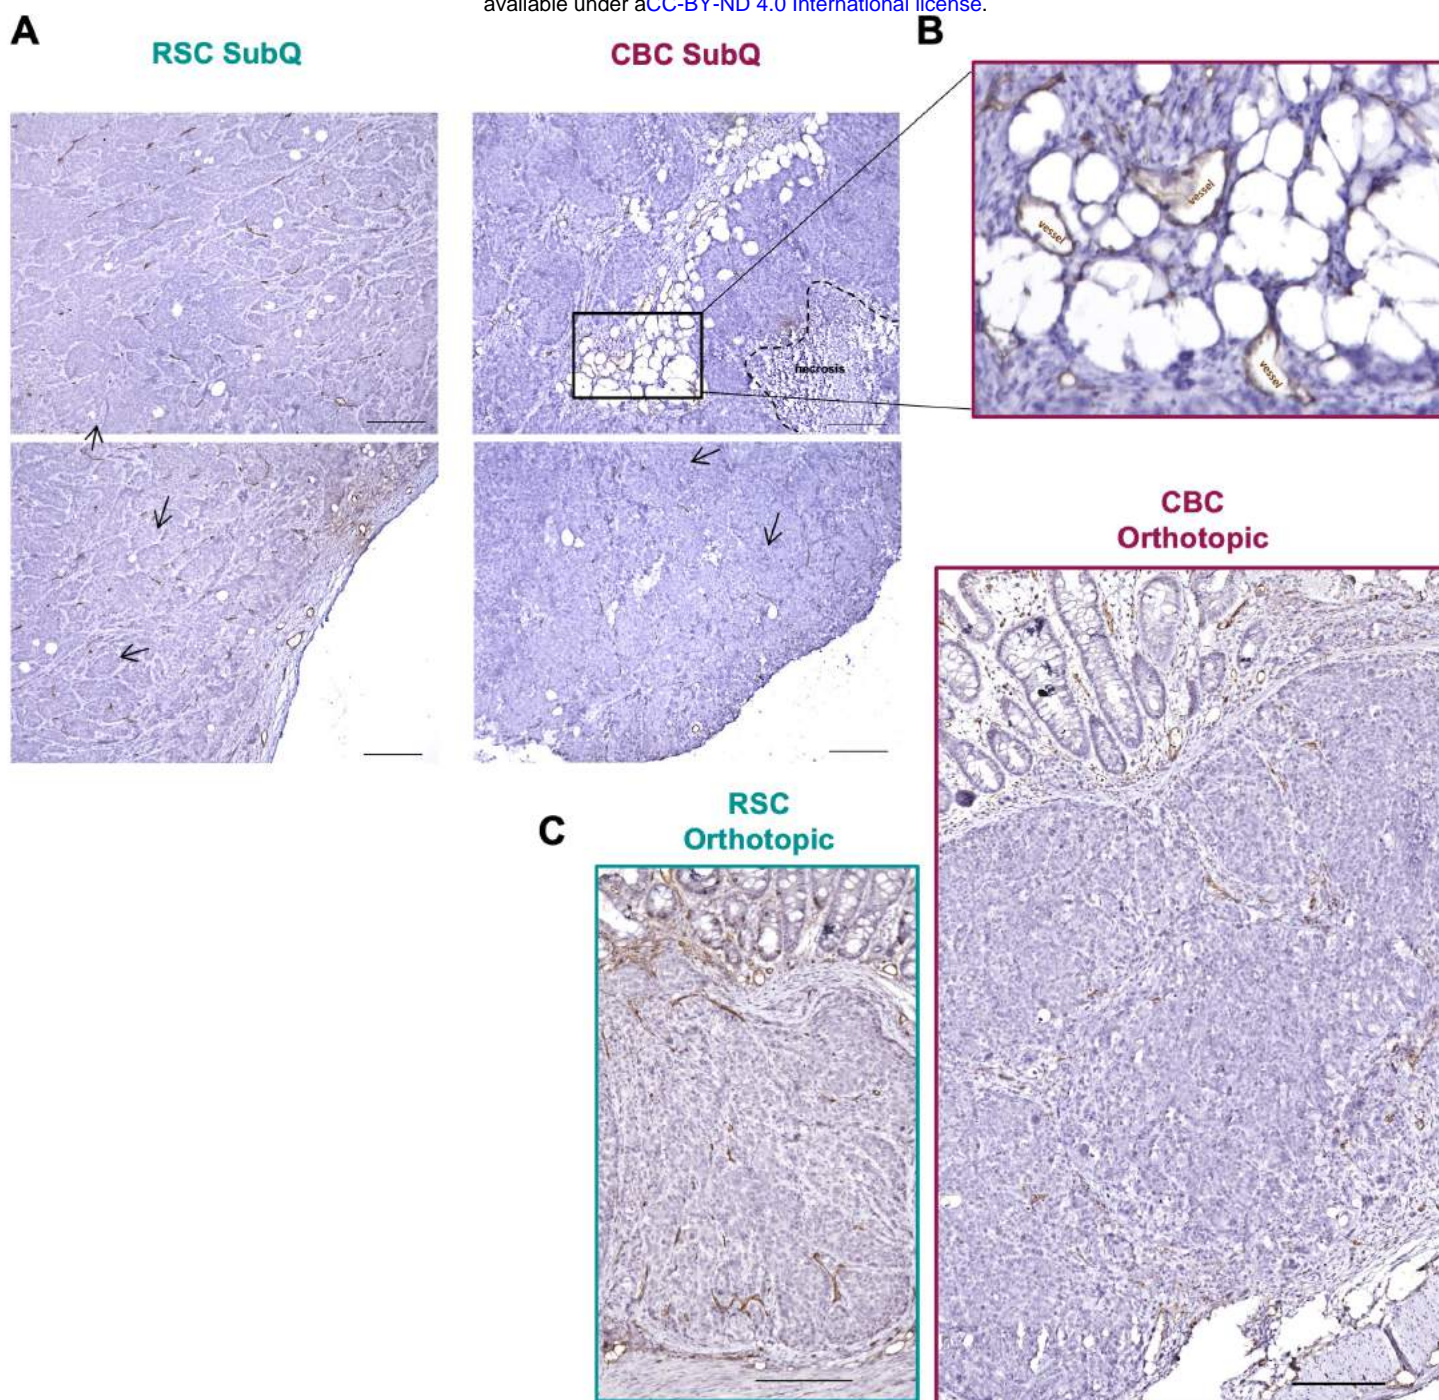 available under aCC-BY-ND 4.0 International license.
A
RSC SubQ
CBC SubQ
B
vessel
vessel
vessel
necrosis
CBC
Orthotopic
C
RSC
Orthotopic